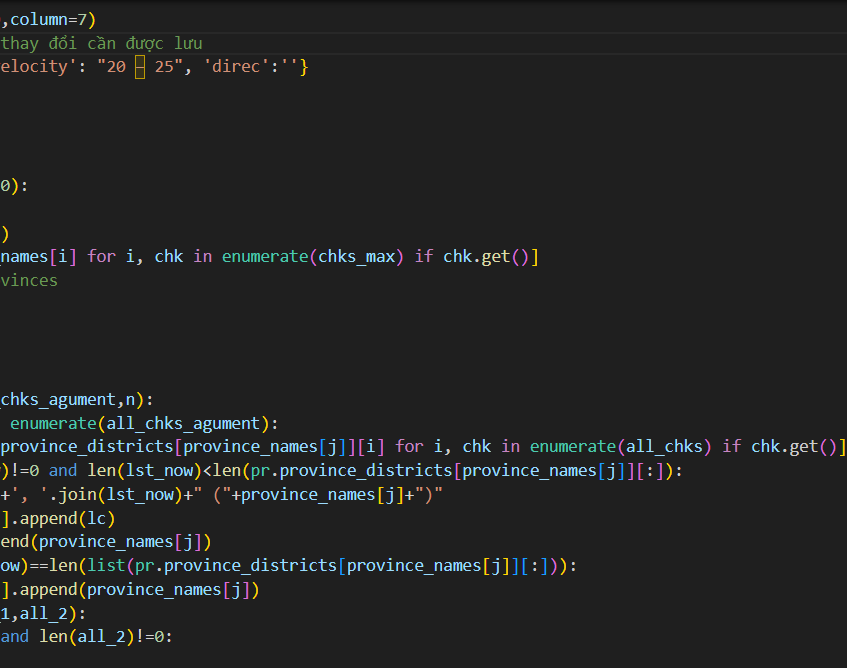 ,column=7)
thay đổi cần được lưu
elocity': "20 – 25", 'direc':''}
0):
)
names[i] for i, chk in enumerate(chks_max) if chk.get()]
vinces
chks_agument,n):
enumerate(all_chks_agument):
province_districts[province_names[j]][i] for i, chk in enumerate(all_chks) if chk.get()]
)!=0 and len(lst_now)<len(pr.province_districts[province_names[j]][:]):
+', '.join(lst_now)+" ("+province_names[j]+")"
].append(lc)
end(province_names[j])
ow)==len(list(pr.province_districts[province_names[j]][:])):
].append(province_names[j])
1,all_2):
and len(all_2)!=0: